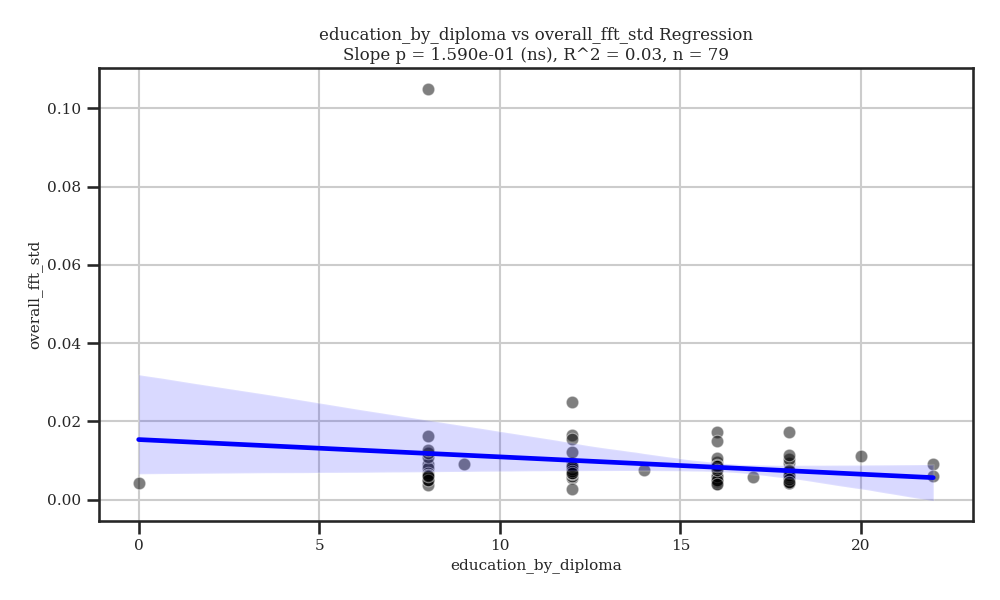 education_by_diploma vs overall_fft_std Regression
Slope p = 1.590e-01 (ns), R^2 = 0.03, n = 79
overall_fft_std
0.10
0.08
0.06
0.04
0.02
0.00
0
5
10
15
20
education_by_diploma